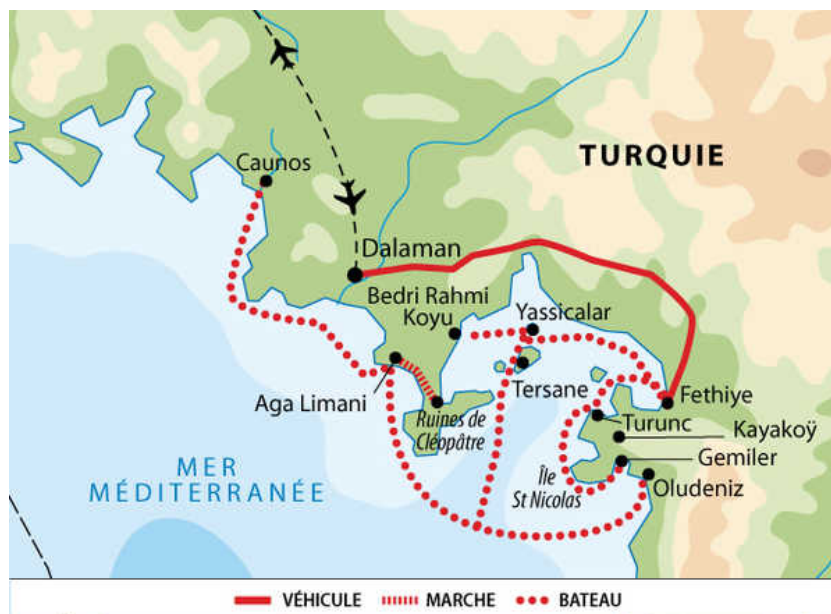 Caunos
TURQUIE
Dalaman
Bedri Rahmi
Koyu
Yassicalar
Aga Limani
Tersane
Fethiye
Ruines de
Cléopâtre
Turunc
Kayakoÿ
MER
MÉDITERRANÉE
Gemiler
Île
St Nicolas
Oludeniz
VÉHICULE MARCHE BATEAU